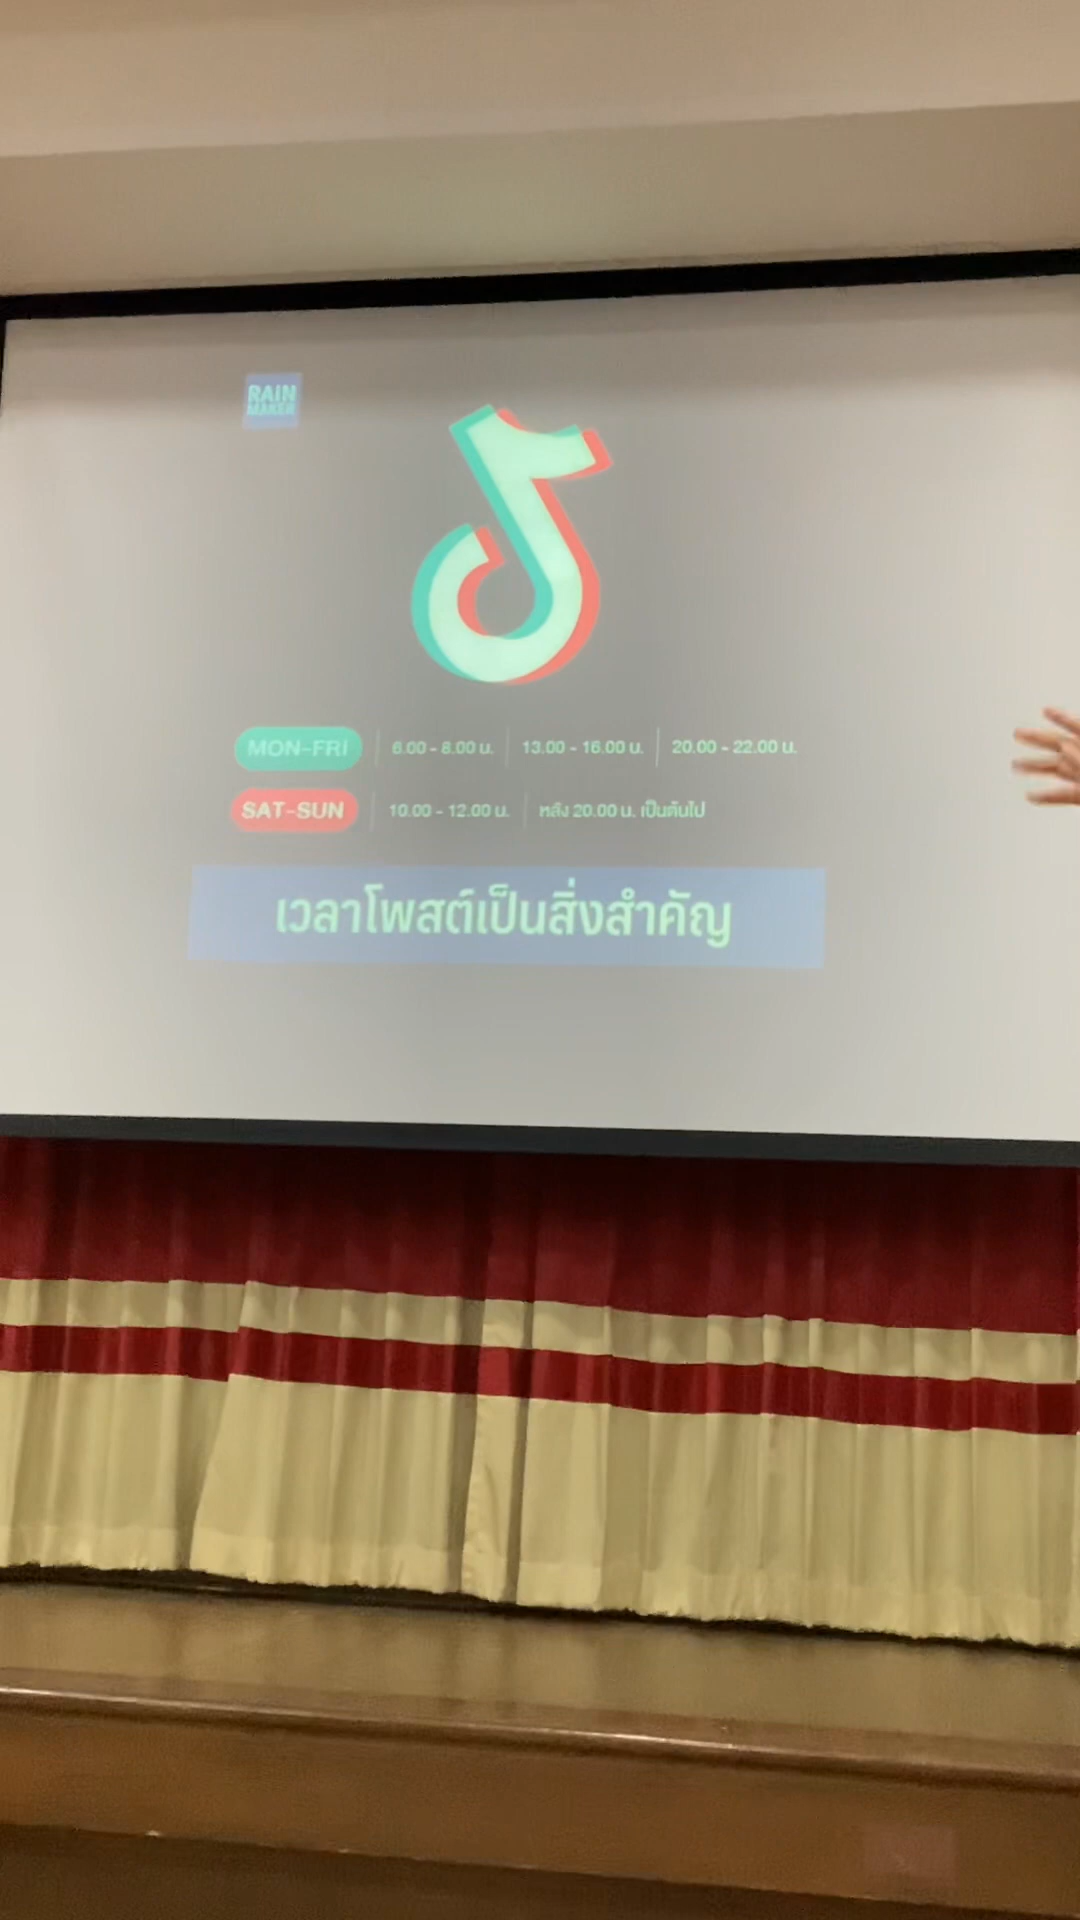 RAiN
MAKER
MON-FRI 6.00 - 8.00 น. 13.00 - 16.00 น. 20.00 - 22.00 น.
SAT-SUN 10.00 - 12.00 น. หลัง 20.00 น. เป็นต้นไป
เวลาโพสต์เป็นสิ่งสำคัญ